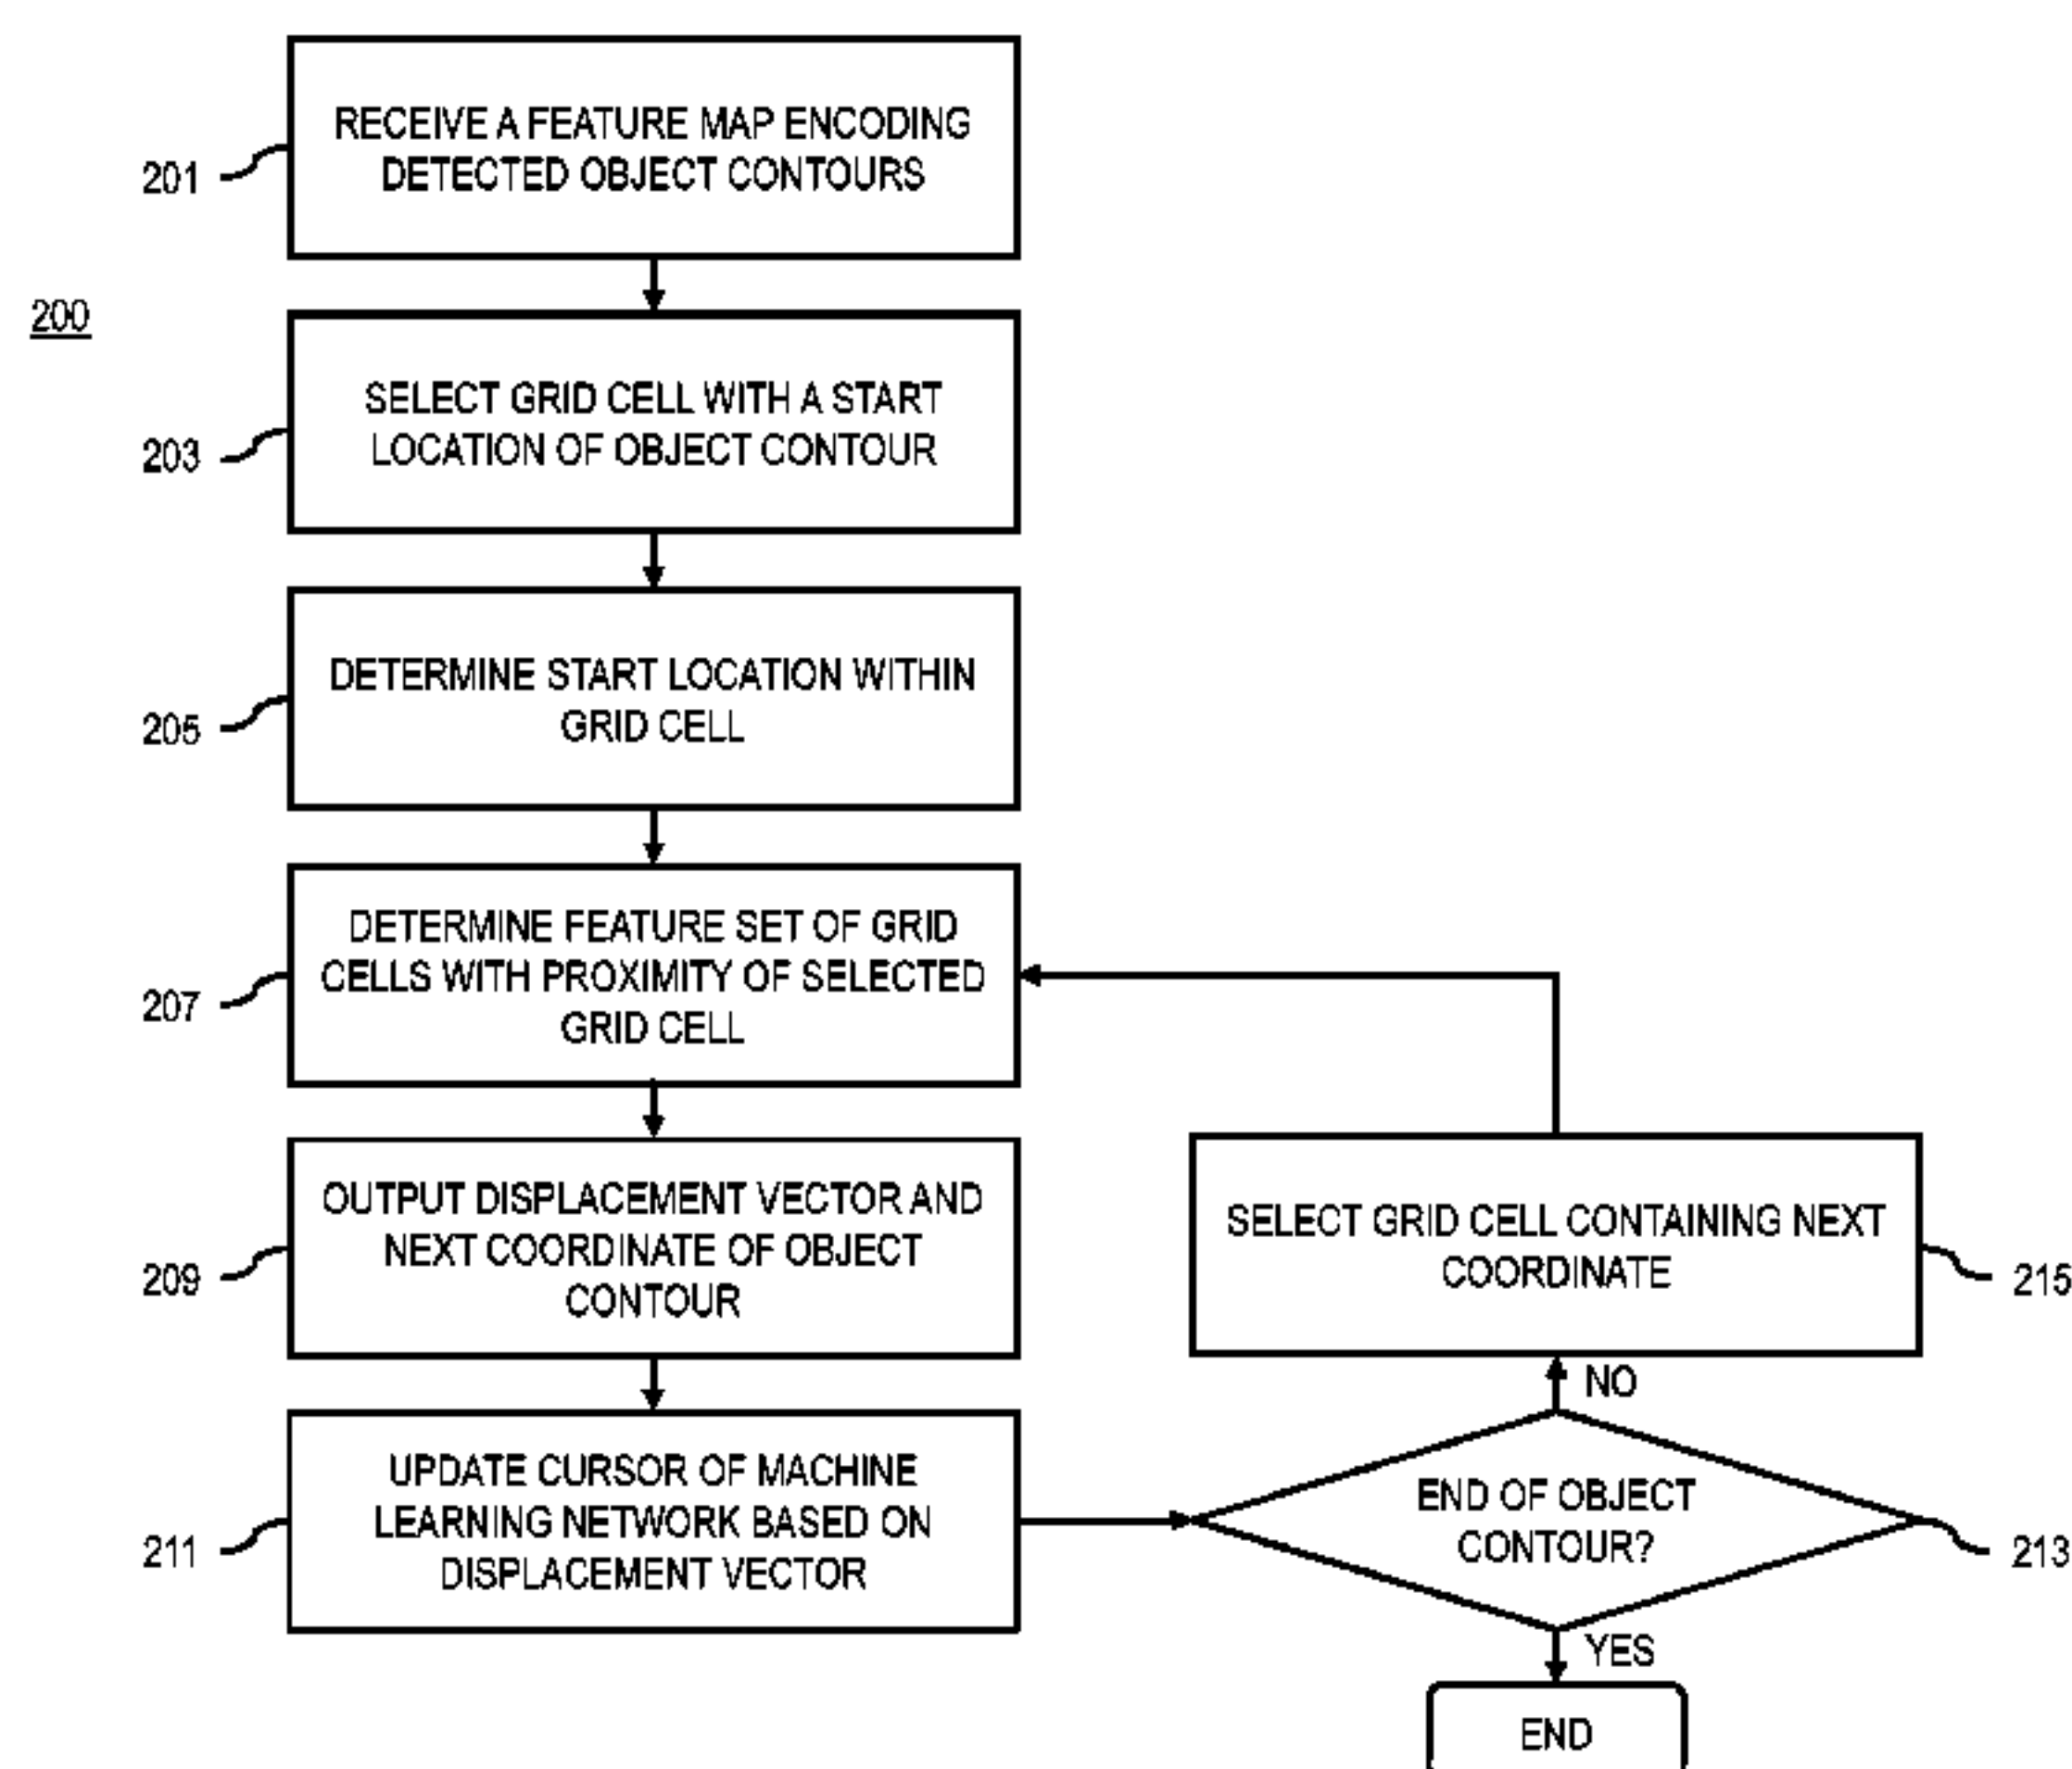 200
201
RECEIVE A FEATURE MAP ENCODING
DETECTED OBJECT CONTOURS
203
SELECT GRID CELL WITH A START
LOCATION OF OBJECT CONTOUR
205
DETERMINE START LOCATION WITHIN
GRID CELL
207
DETERMINE FEATURE SET OF GRID
CELLS WITH PROXIMITY OF SELECTED
GRID CELL
209
OUTPUT DISPLACEMENT VECTOR AND
NEXT COORDINATE OF OBJECT
CONTOUR
211
UPDATE CURSOR OF MACHINE
LEARNING NETWORK BASED ON
DISPLACEMENT VECTOR
END OF OBJECT
CONTOUR?
213
NO
SELECT GRID CELL CONTAINING NEXT
COORDINATE
215
YES
END